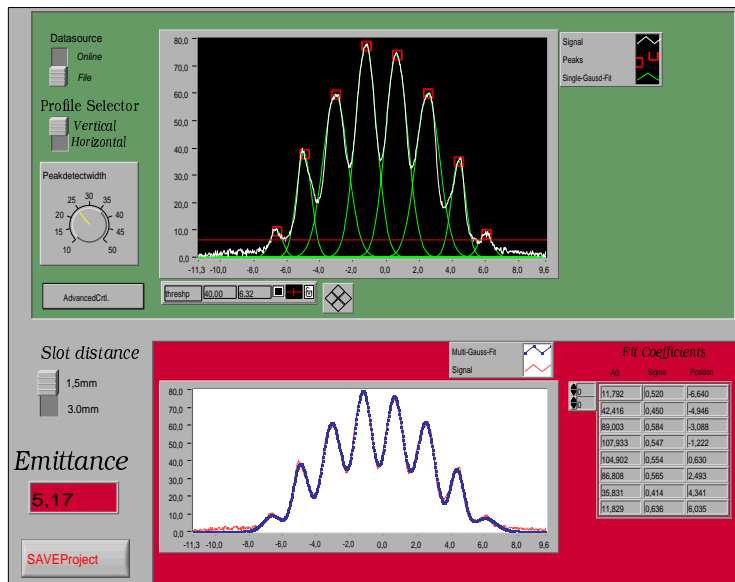 Datasource
Online
File
Profile Selector
Vertical
Horizontal
Peakdetectwidth
10 15 20 25 30 35 40 45 50
AdvancedCrtl.
80,0
70,0
60,0
50,0
40,0
30,0
20,0
10,0
0,0
-11,3 -10,0 -8,0 -6,0 -4,0 -2,0 0,0 2,0 4,0 6,0 8,0 9,6
Signal
Peaks
Single-Gausd-Fit
threshp 40,00 6,32
Slot distance
1,5mm
3.0mm
Emittance
5,17
SAVEProject
Multi-Gauss-Fit
Signal
80,0
70,0
60,0
50,0
40,0
30,0
20,0
10,0
0,0
-11,3 -10,0 -8,0 -6,0 -4,0 -2,0 0,0 2,0 4,0 6,0 8,0 9,6
Fit Coefficients
A0 Sigma Position
0
0
11,792 0,520 -6,640
42,416 0,450 -4,946
89,003 0,584 -3,088
107,933 0,547 -1,222
104,902 0,554 0,630
86,808 0,565 2,493
35,831 0,414 4,341
11,829 0,636 6,035